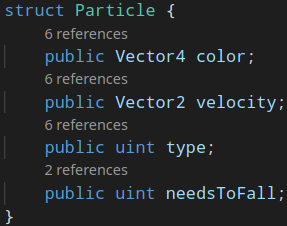 struct Particle {
6 references
public Vector4 color;
6 references
public Vector2 velocity;
6 references
public uint type;
2 references
public uint needsToFall;
}